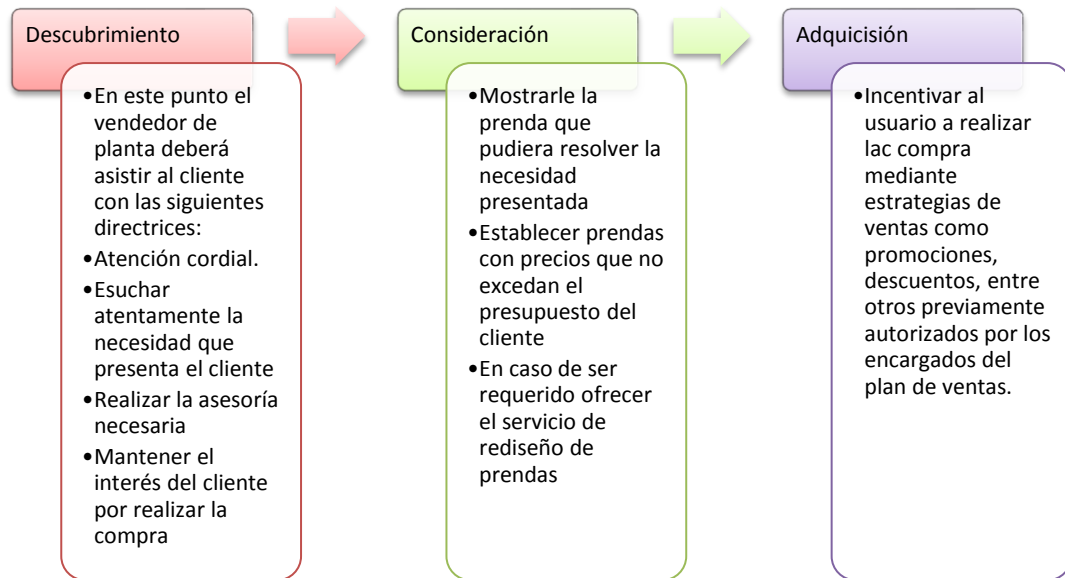 Descubrimiento
•En este punto el
vendedor de
planta deberá
asistir al cliente
con las siguientes
directrices:
•Atención cordial.
•Esuchar
atentamente la
necesidad que
presenta el cliente
•Realizar la asesoría
necesaria
•Mantener el
interés del cliente
por realizar la
compra
Consideración
•Mostrarle la
prenda que
pudiera resolver la
necesidad
presentada
•Establecer prendas
con precios que no
excedan el
presupuesto del
cliente
•En caso de ser
requerido ofrecer
el servicio de
rediseño de
prendas
Adquicisión
•Incentivar al
usuario a realizar
lac compra
mediante
estrategias de
ventas como
promociones,
descuentos, entre
otros previamente
autorizados por los
encargados del
plan de ventas.